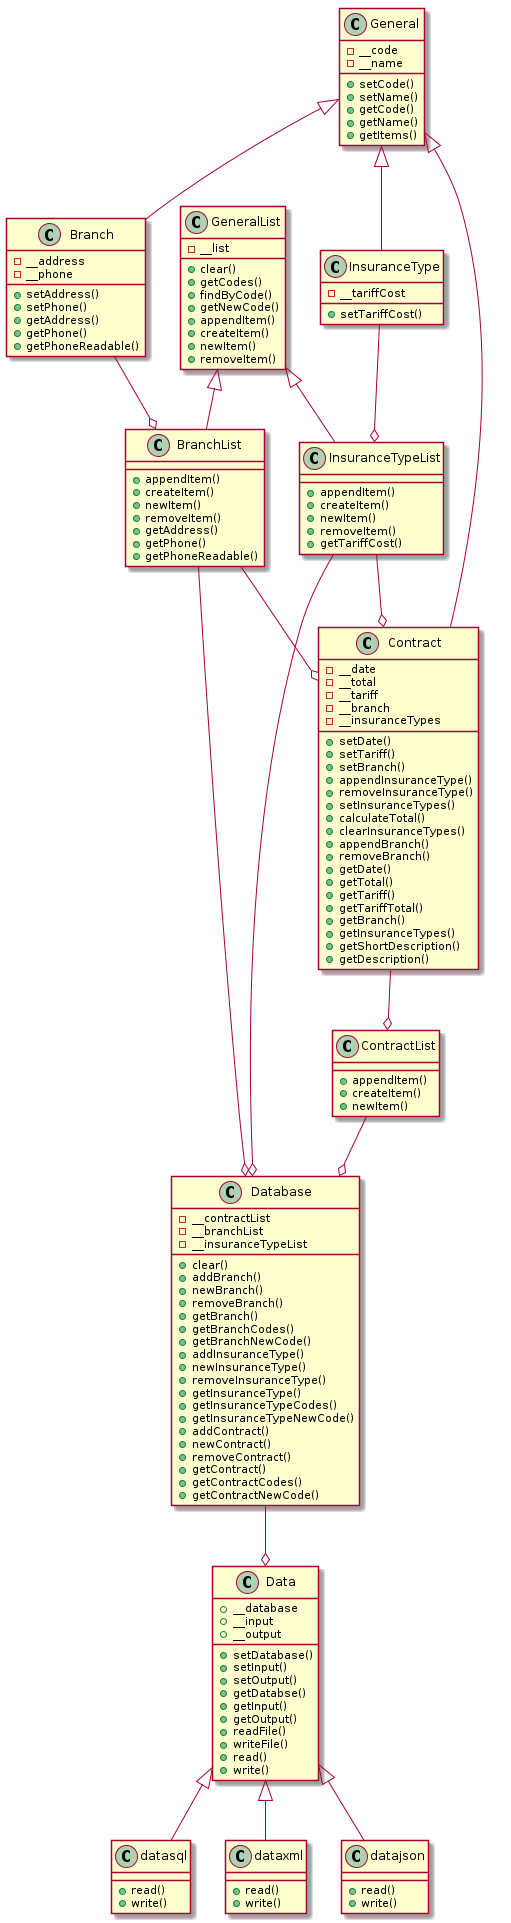 C General
__code
__name
setCode()
setName()
getCode()
getName()
getItems()
C Branch
__address
__phone
setAddress()
setPhone()
getAddress()
getPhone()
getPhoneReadable()
C GeneralList
__list
clear()
getCodes()
findByCode()
getNewCode()
appendItem()
createItem()
newItem()
removeItem()
C InsuranceType
__tariffCost
setTariffCost()
C BranchList
appendItem()
createItem()
newItem()
removeItem()
getAddress()
getPhone()
getPhoneReadable()
C InsuranceTypeList
appendItem()
createItem()
newItem()
removeItem()
getTariffCost()
C Contract
__date
__total
__tariff
__branch
__insuranceTypes
setDate()
setTariff()
setBranch()
appendInsuranceType()
removeInsuranceType()
setInsuranceTypes()
calculateTotal()
clearInsuranceTypes()
appendBranch()
removeBranch()
getDate()
getTotal()
getTariff()
getTariffTotal()
getBranch()
getInsuranceTypes()
getShortDescription()
getDescription()
C ContractList
appendItem()
createItem()
newItem()
C Database
__contractList
__branchList
__insuranceTypeList
clear()
addBranch()
newBranch()
removeBranch()
getBranch()
getBranchCodes()
getBranchNewCode()
addInsuranceType()
newInsuranceType()
removeInsuranceType()
getInsuranceType()
getInsuranceTypeCodes()
getInsuranceTypeNewCode()
addContract()
newContract()
removeContract()
getContract()
getContractCodes()
getContractNewCode()
C Data
__database
__input
__output
setDatabase()
setInput()
setOutput()
getDatabse()
getInput()
getOutput()
readFile()
writeFile()
read()
write()
C datasql
read()
write()
C dataxml
read()
write()
C datajson
read()
write()